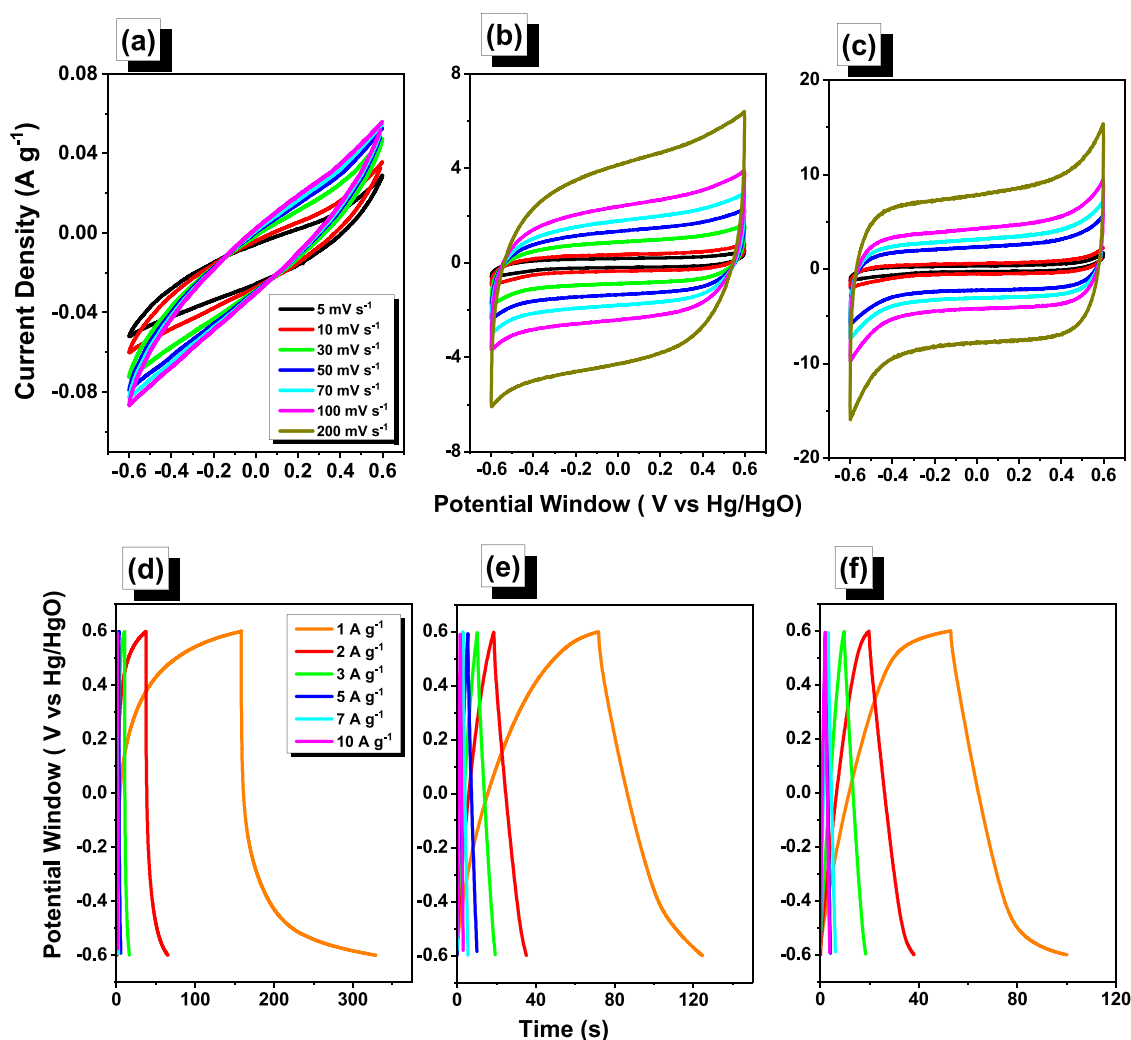 (a)
(b)
(c)
Current Density (A g⁻¹)
0.08
0.04
0.00
-0.04
-0.08
5 mV s⁻¹
10 mV s⁻¹
30 mV s⁻¹
50 mV s⁻¹
70 mV s⁻¹
100 mV s⁻¹
200 mV s⁻¹
-0.6 -0.4 -0.2 0.0 0.2 0.4 0.6
8
4
0
-4
-8
-0.6 -0.4 -0.2 0.0 0.2 0.4 0.6
20
10
0
-10
-20
-0.6 -0.4 -0.2 0.0 0.2 0.4 0.6
Potential Window ( V vs Hg/HgO)
(d)
(e)
(f)
Potential Window ( V vs Hg/HgO)
0.6
0.4
0.2
0.0
-0.2
-0.4
-0.6
1 A g⁻¹
2 A g⁻¹
3 A g⁻¹
5 A g⁻¹
7 A g⁻¹
10 A g⁻¹
0 100 200 300
0.6
0.4
0.2
0.0
-0.2
-0.4
-0.6
0 40 80 120
0.6
0.4
0.2
0.0
-0.2
-0.4
-0.6
0 40 80 120
Time (s)